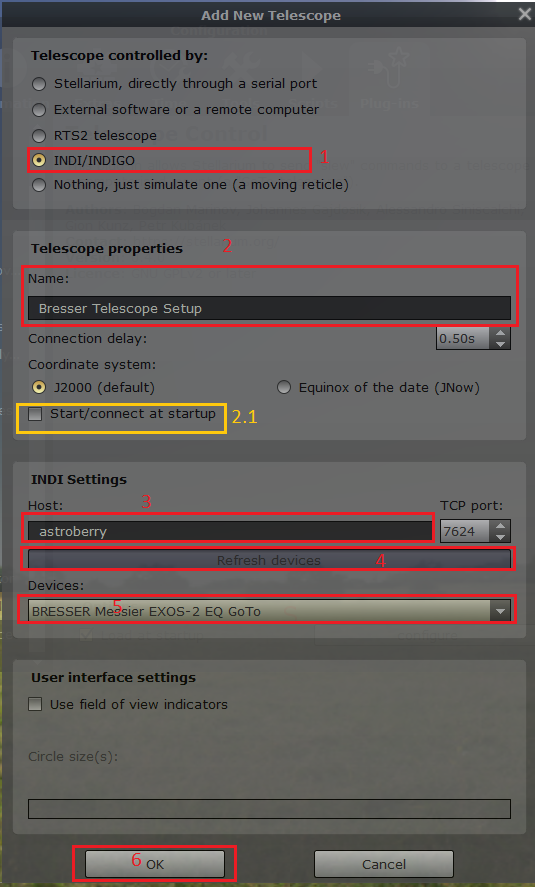 Add New Telescope
Telescope controlled by:
Stellarium, directly through a serial port
External software or a remote computer
RTS2 telescope
INDI/INDIGO 1
Nothing, just simulate one (a moving reticle)
Telescope properties 2
Name:
Bresser Telescope Setup
Connection delay: 0.50s
Coordinate system:
J2000 (default) Equinox of the date (JNow)
Start/connect at startup 2.1
INDI Settings
Host: 3 TCP port:
astroberry 7624
Refresh devices 4
Devices: 5
BRESSER Messier EXOS-2 EQ GoTo
User interface settings
Use field of view indicators
Circle size(s):
6 OK Cancel